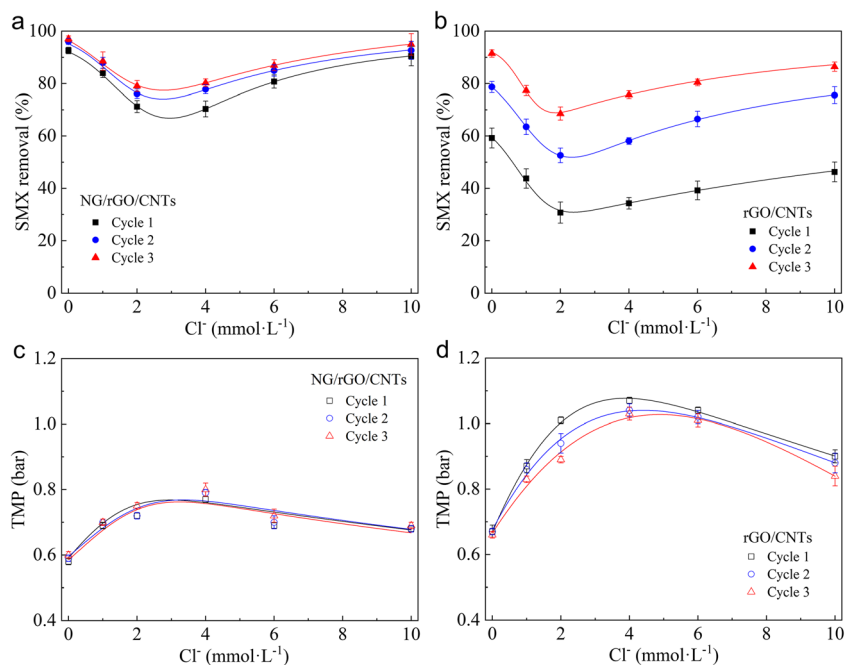 a
100
80
60
40
20
0
SMX removal (%)
NG/rGO/CNTs
Cycle 1
Cycle 2
Cycle 3
0 2 4 6 8 10
Cl⁻ (mmol·L⁻¹)
b
100
80
60
40
20
0
SMX removal (%)
rGO/CNTs
Cycle 1
Cycle 2
Cycle 3
0 2 4 6 8 10
Cl⁻ (mmol·L⁻¹)
c
1.2
1.0
0.8
0.6
0.4
TMP (bar)
NG/rGO/CNTs
Cycle 1
Cycle 2
Cycle 3
0 2 4 6 8 10
Cl⁻ (mmol·L⁻¹)
d
1.2
1.0
0.8
0.6
0.4
TMP (bar)
rGO/CNTs
Cycle 1
Cycle 2
Cycle 3
0 2 4 6 8 10
Cl⁻ (mmol·L⁻¹)